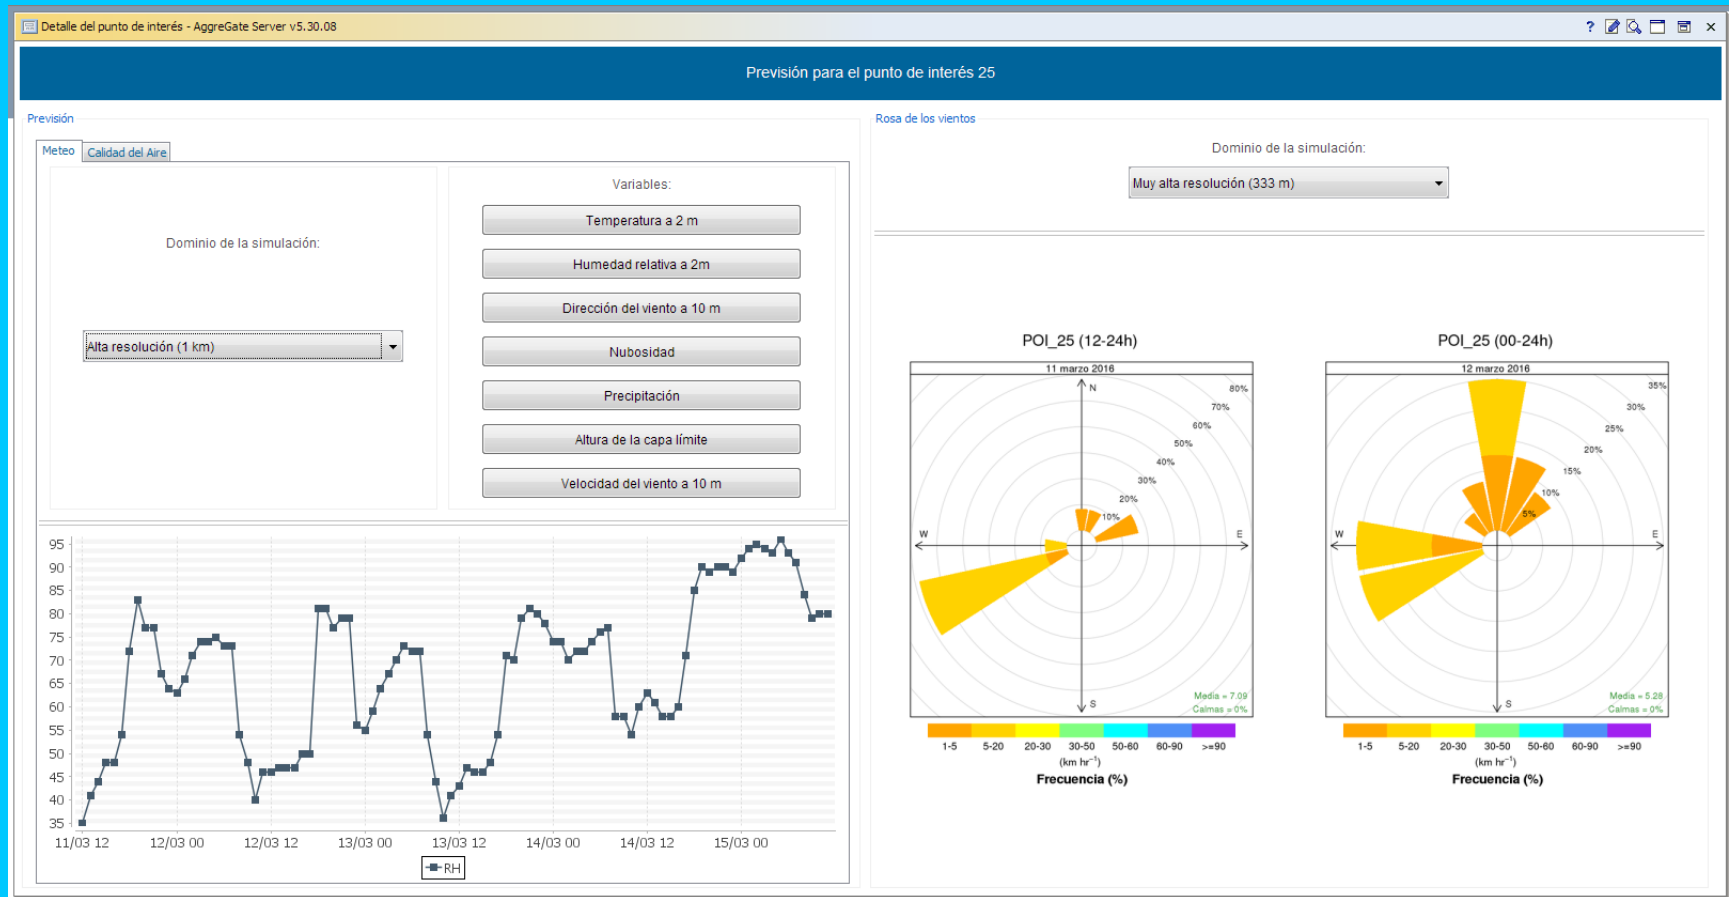 Detalle del punto de interés - AggreGate Server v5.30.08
Previsión para el punto de interés 25
Previsión
Meteo
Calidad del Aire
Dominio de la simulación:
Alta resolución (1 km)
Variables:
Temperatura a 2 m
Humedad relativa a 2m
Dirección del viento a 10 m
Nubosidad
Precipitación
Altura de la capa límite
Velocidad del viento a 10 m
95
90
85
80
75
70
65
60
55
50
45
40
35
11/03 12 12/03 00 12/03 12 13/03 00 13/03 12 14/03 00 14/03 12 15/03 00
RH
Rosa de los vientos
Dominio de la simulación:
Muy alta resolución (333 m)
POI_25 (12-24h)
11 marzo 2016
N
80%
70%
60%
50%
40%
30%
20%
10%
W
E
S
Media = 7.09
Calmas = 0%
1-5 5-20 20-30 30-50 50-60 60-90 >=90
(km hr⁻¹)
Frecuencia (%)
POI_25 (00-24h)
12 marzo 2016
35%
30%
25%
20%
15%
10%
5%
W
E
S
Media = 5.28
Calmas = 0%
1-5 5-20 20-30 30-50 50-60 60-90 >=90
(km hr⁻¹)
Frecuencia (%)